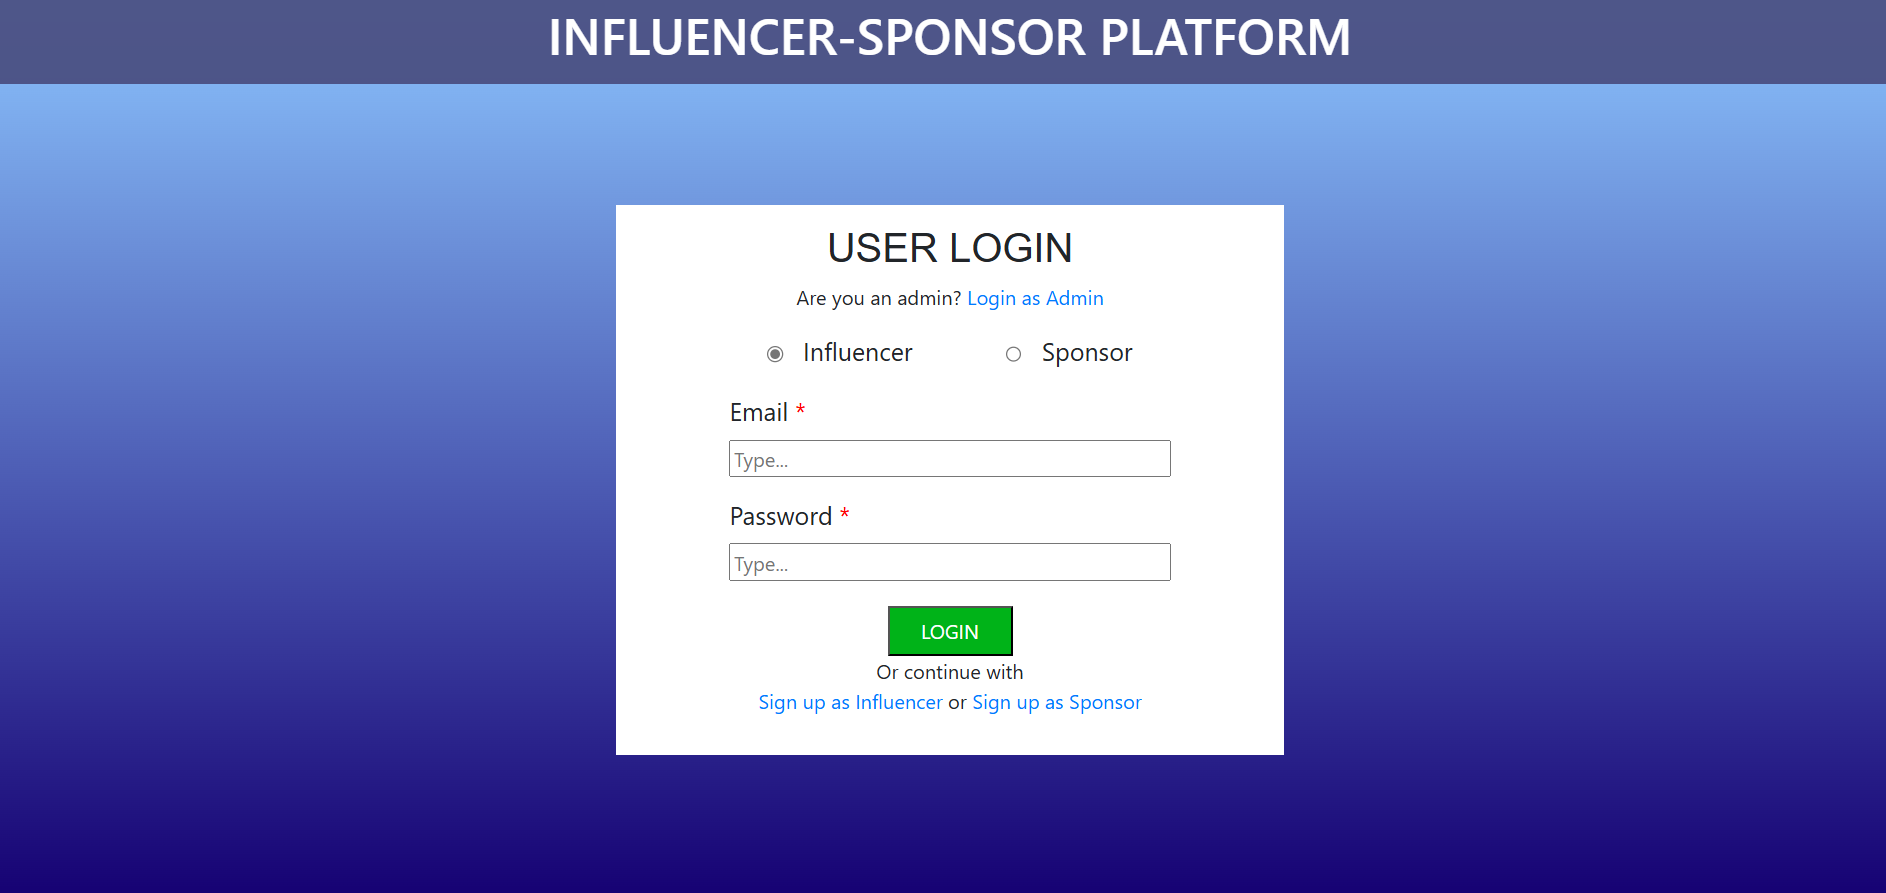 INFLUENCER-SPONSOR PLATFORM
USER LOGIN
Are you an admin? Login as Admin
Influencer Sponsor
Email *
Type...
Password *
Type...
LOGIN
Or continue with
Sign up as Influencer or Sign up as Sponsor